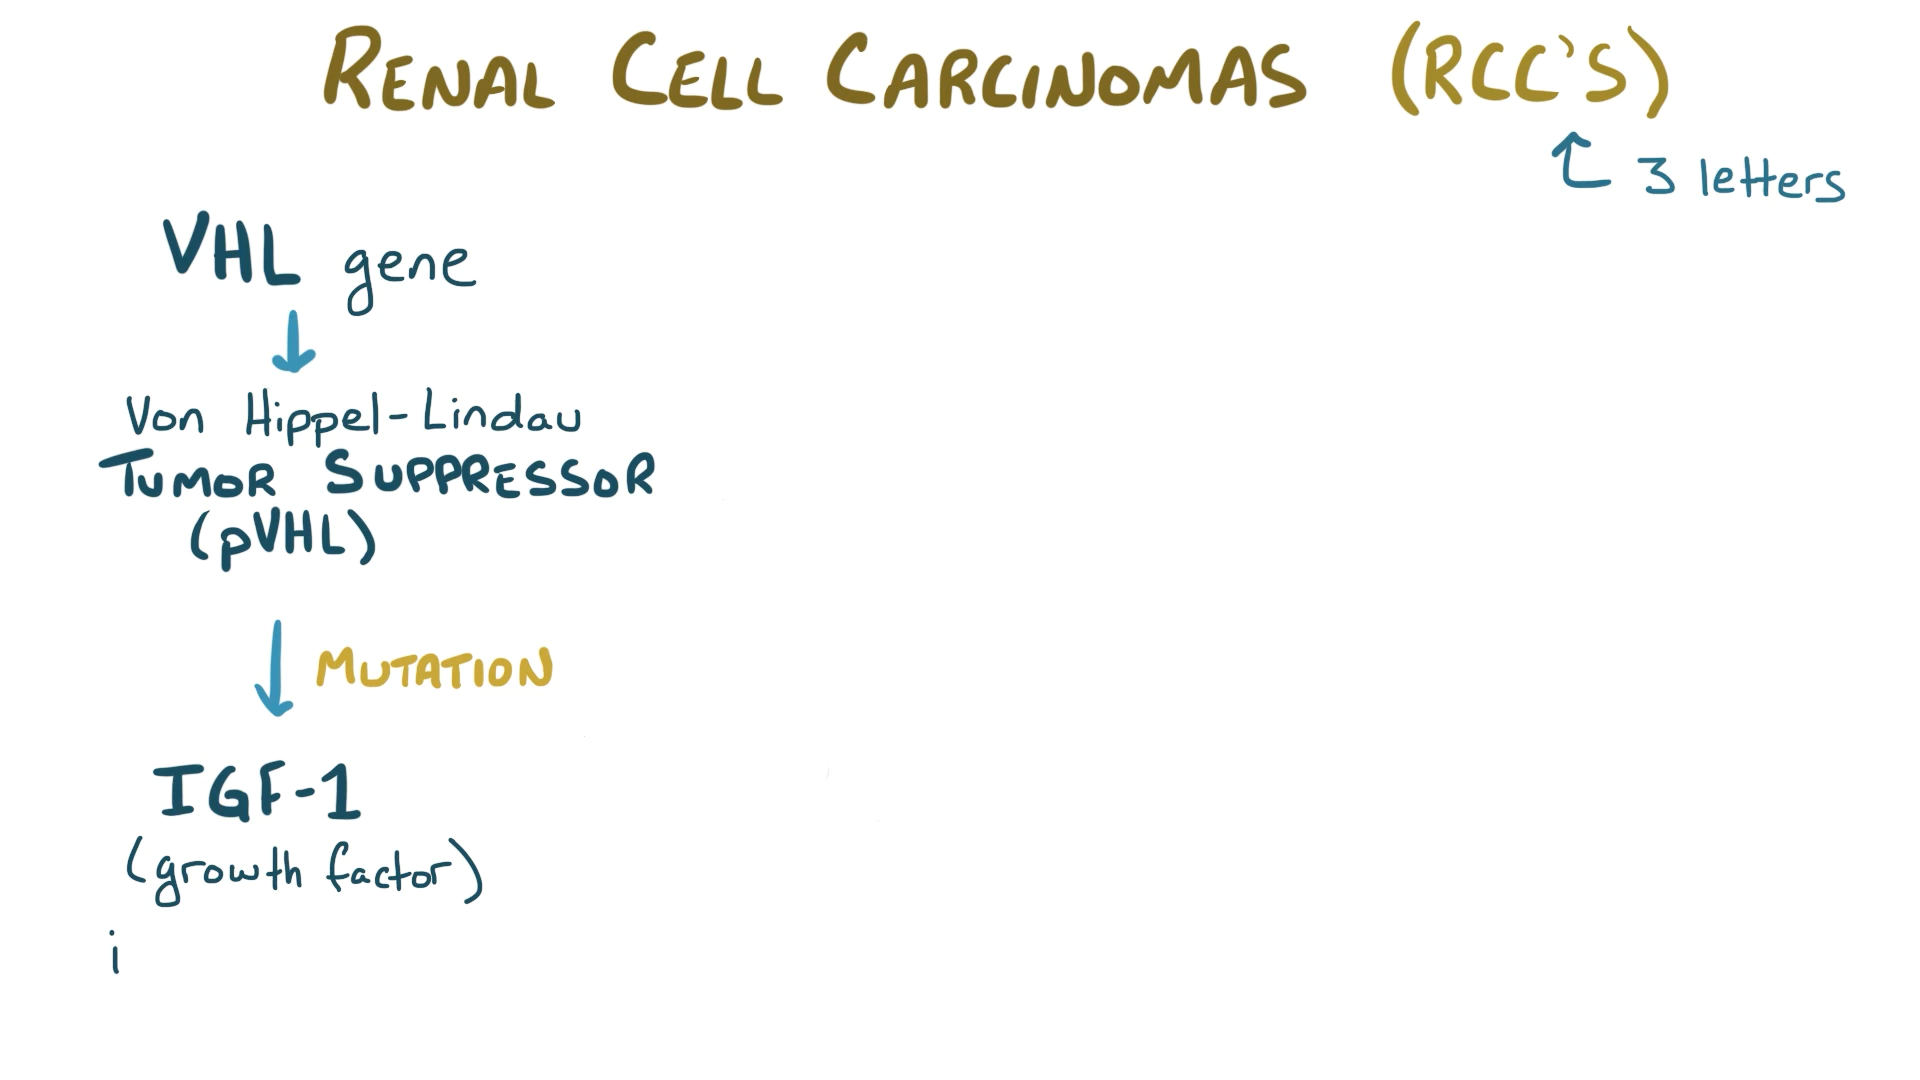 RENAL CELL CARCINOMAS (RCC'S)
3 letters
VHL gene
Von Hippel-Lindau
TUMOR SUPPRESSOR
(pVHL)
MUTATION
IGF-1
(growth factor)
i